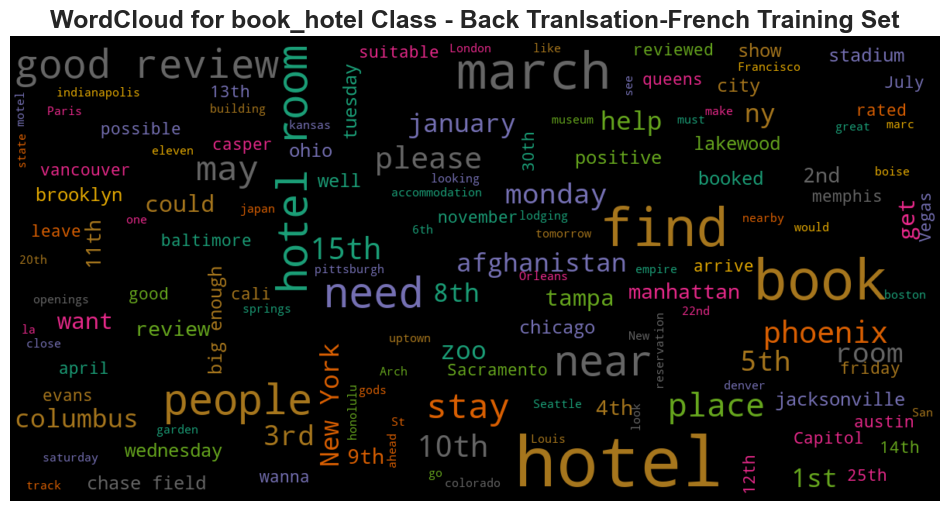 WordCloud for book_hotel Class - Back Tranlsation-French Training Set
good review
hotel room
suitable
London
like
reviewed
show
Francisco
stadium
march
indianapolis
13th
building
tuesday
see
queens
city
July
state
motel
Paris
possible
kansas
january
museum
help
make
must
ny
rated
great
marc
eleven
casper
ohio
please
30th
positive
lakewood
vancouver
may
well
looking
booked
2nd
boise
brooklyn
could
accommodation
monday
memphis
get
Vegas
leave
11th
one
japan
november
lodging
find
nearby
would
baltimore
15th
6th
tomorrow
20th
big enough
pittsburgh
afghanistan
Orleans
empire
arrive
book
openings
good
cali
springs
need
8th
tampa
manhattan
22nd
boston
la
want
review
chicago
New
reservation
phoenix
close
uptown
zoo
near
5th
room
april
New York
Arch
Sacramento
denver
friday
evans
people
honolulu
gods
stay
Seattle
4th
look
place
jacksonville
columbus
garden
3rd
St
San
austin
wednesday
9th
ahead
10th
Louis
Capitol
14th
saturday
wanna
go
colorado
hotel
12th
1st
25th
track
chase field